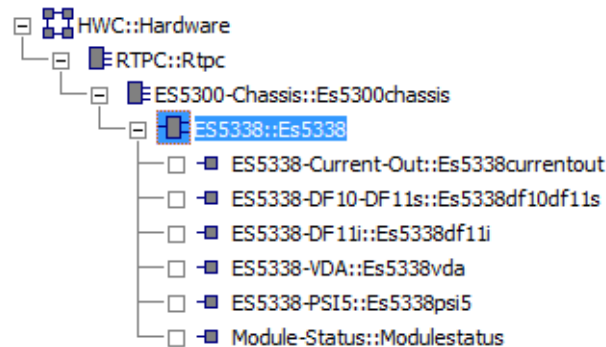 HWC::Hardware
RTPC::Rtpc
ES5300-Chassis::Es5300chassis
ES5338::Es5338
ES5338-Current-Out::Es5338currentout
ES5338-DF10-DF11s::Es5338df10df11s
ES5338-DF11i::Es5338df11i
ES5338-VDA::Es5338vda
ES5338-PSI5::Es5338psi5
Module-Status::Modulestatus